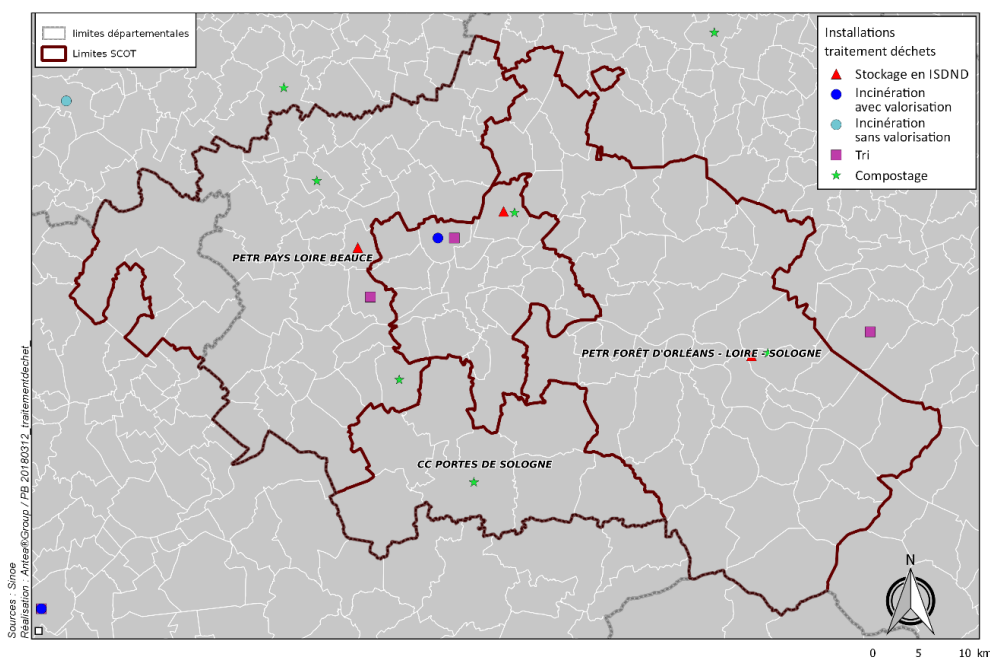 limites départementales
Limites SCOT
Installations
traitement déchets
Stockage en ISDND
Incinération
avec valorisation
Incinération
sans valorisation
Tri
Compostage
PETR PAYS LOIRE BEAUCE
PETR FORÊT D'ORLÉANS - LOIRE - SOLOGNE
CC PORTES DE SOLOGNE
Sources : Sinoe
Réalisation : Antea®Group / PB_20180312_traitementdechet
N
0 5 10 km